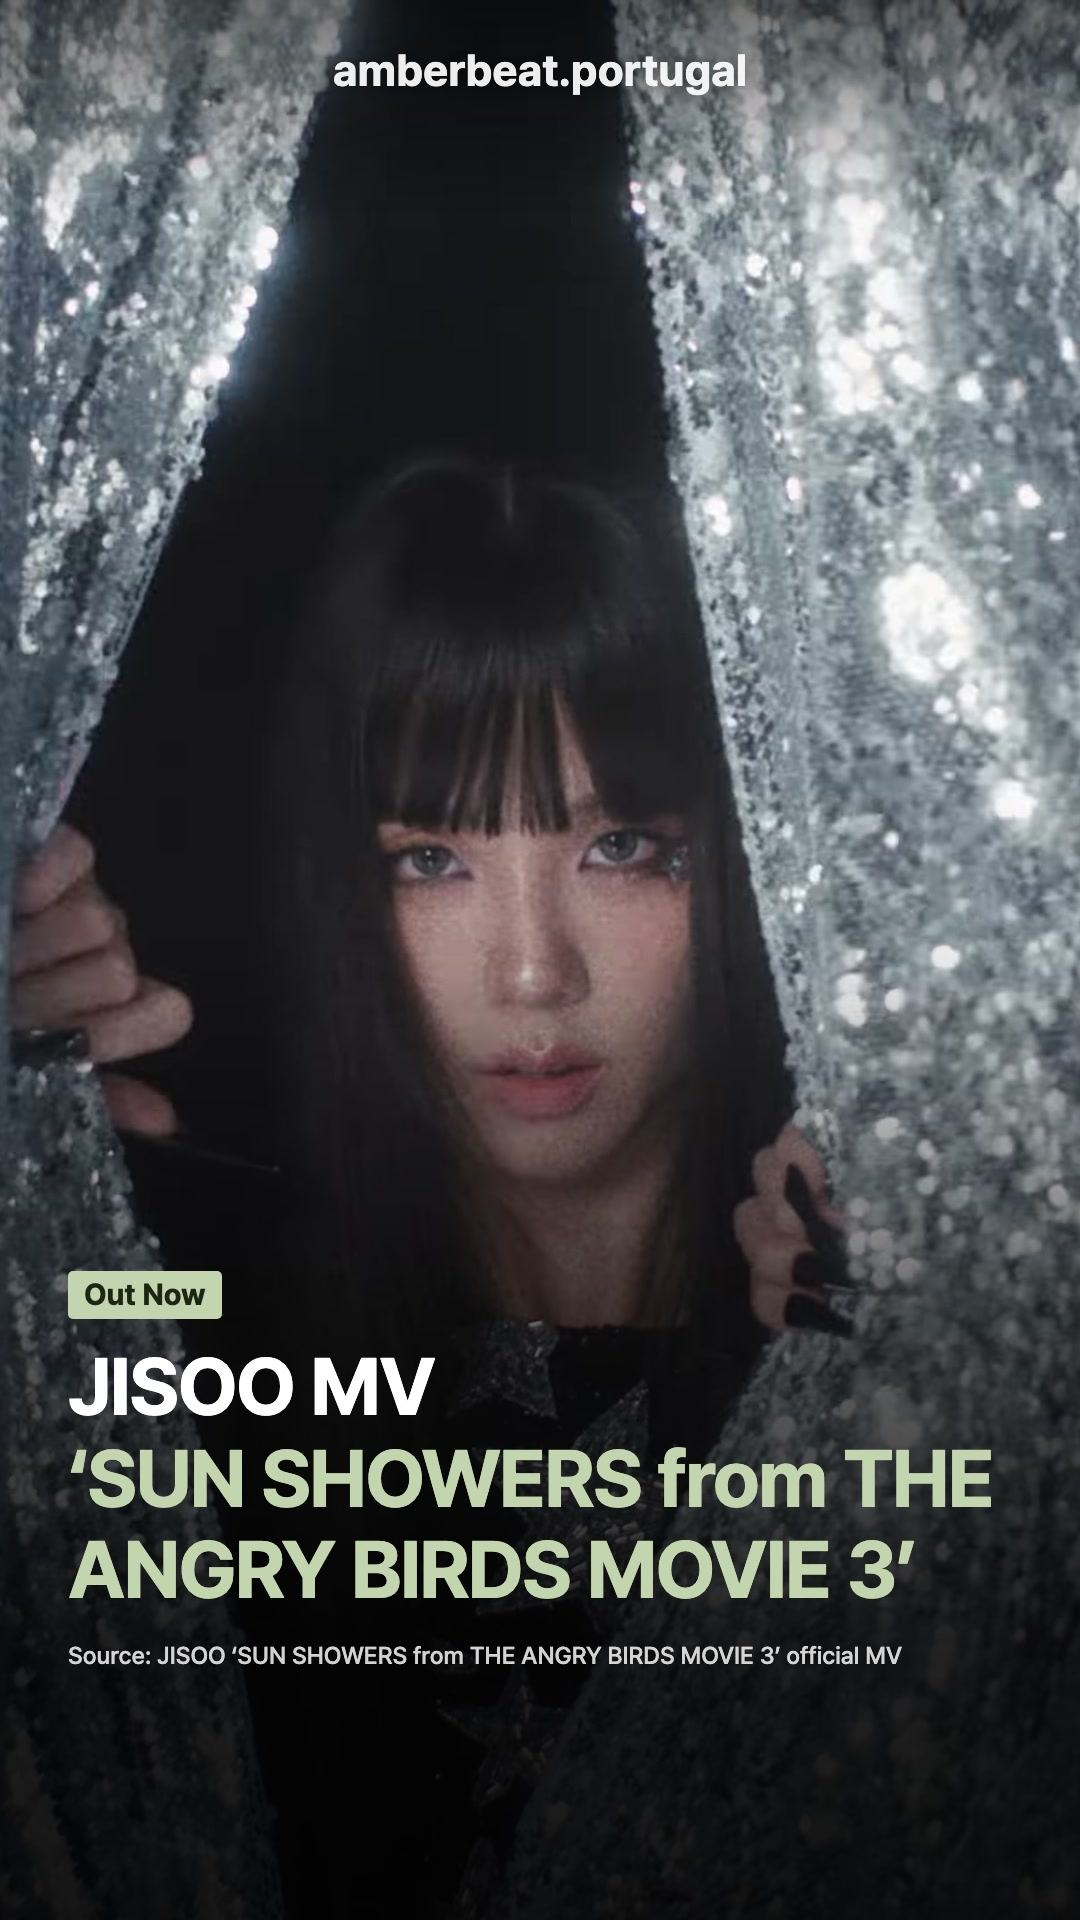 amberbeat.portugal
Out Now
JISOO MV
‘SUN SHOWERS from THE
ANGRY BIRDS MOVIE 3’
Source: JISOO ‘SUN SHOWERS from THE ANGRY BIRDS MOVIE 3’ official MV